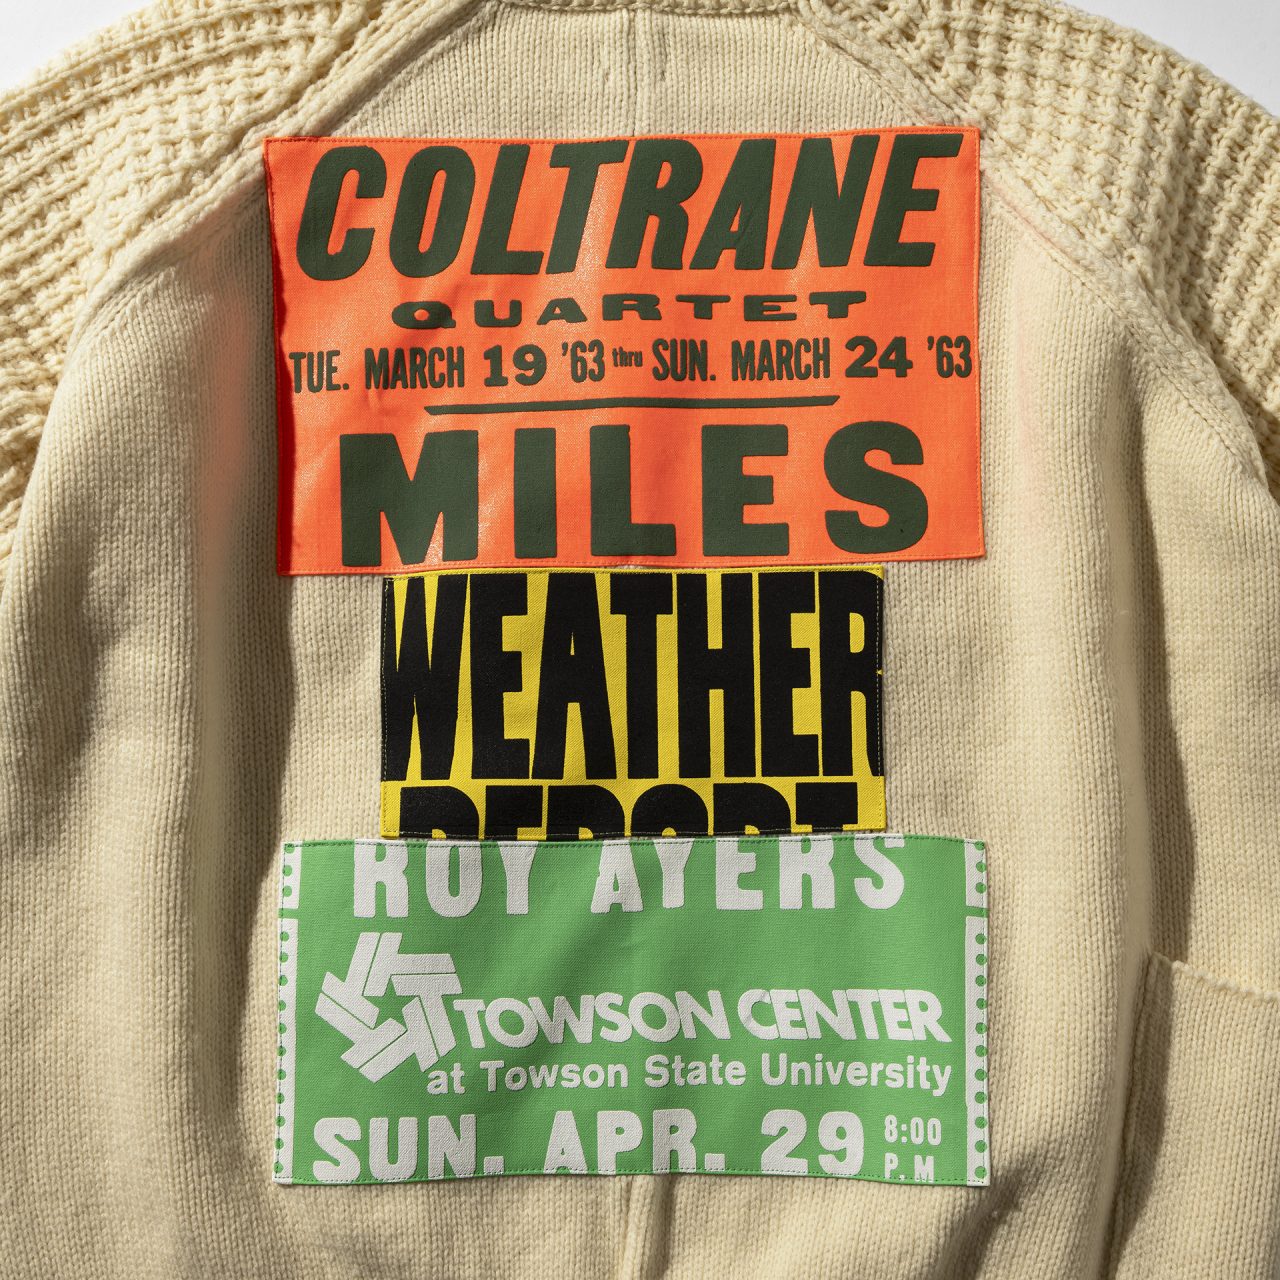 COLTRANE
QUARTET
TUE. MARCH 19 '63 thru SUN. MARCH 24 '63
MILES
WEATHER
REPORT
ROY AYERS
TOWSON CENTER
at Towson State University
SUN. APR. 29 8:00
P.M